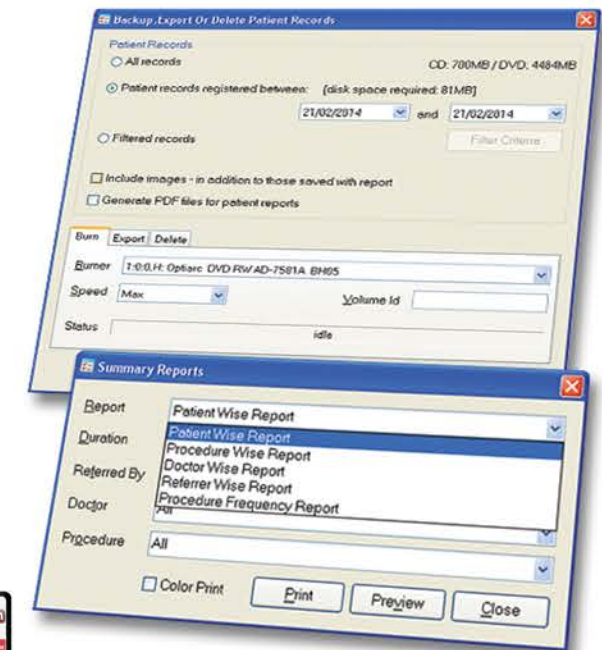 Backup,Export Or Delete Patient Records
Patient Records
All records
CD: 700MB / DVD: 4484MB
Patient records registered between: [disk space required: 81MB]
21/02/2014 and 21/02/2014
Filtered records
Filter Criteria
Include images - in addition to those saved with report
Generate PDF files for patient reports
Burn Export Delete
Burner 1:0:0,H: Optiarc DVD RW AD-7581A BH05
Speed Max Volume Id
Status idle
Summary Reports
Report Patient Wise Report
Patient Wise Report
Duration
Procedure Wise Report
Doctor Wise Report
Referred By
Referrer Wise Report
Procedure Frequency Report
Doctor All
Procedure All
Color Print Print Preview Close